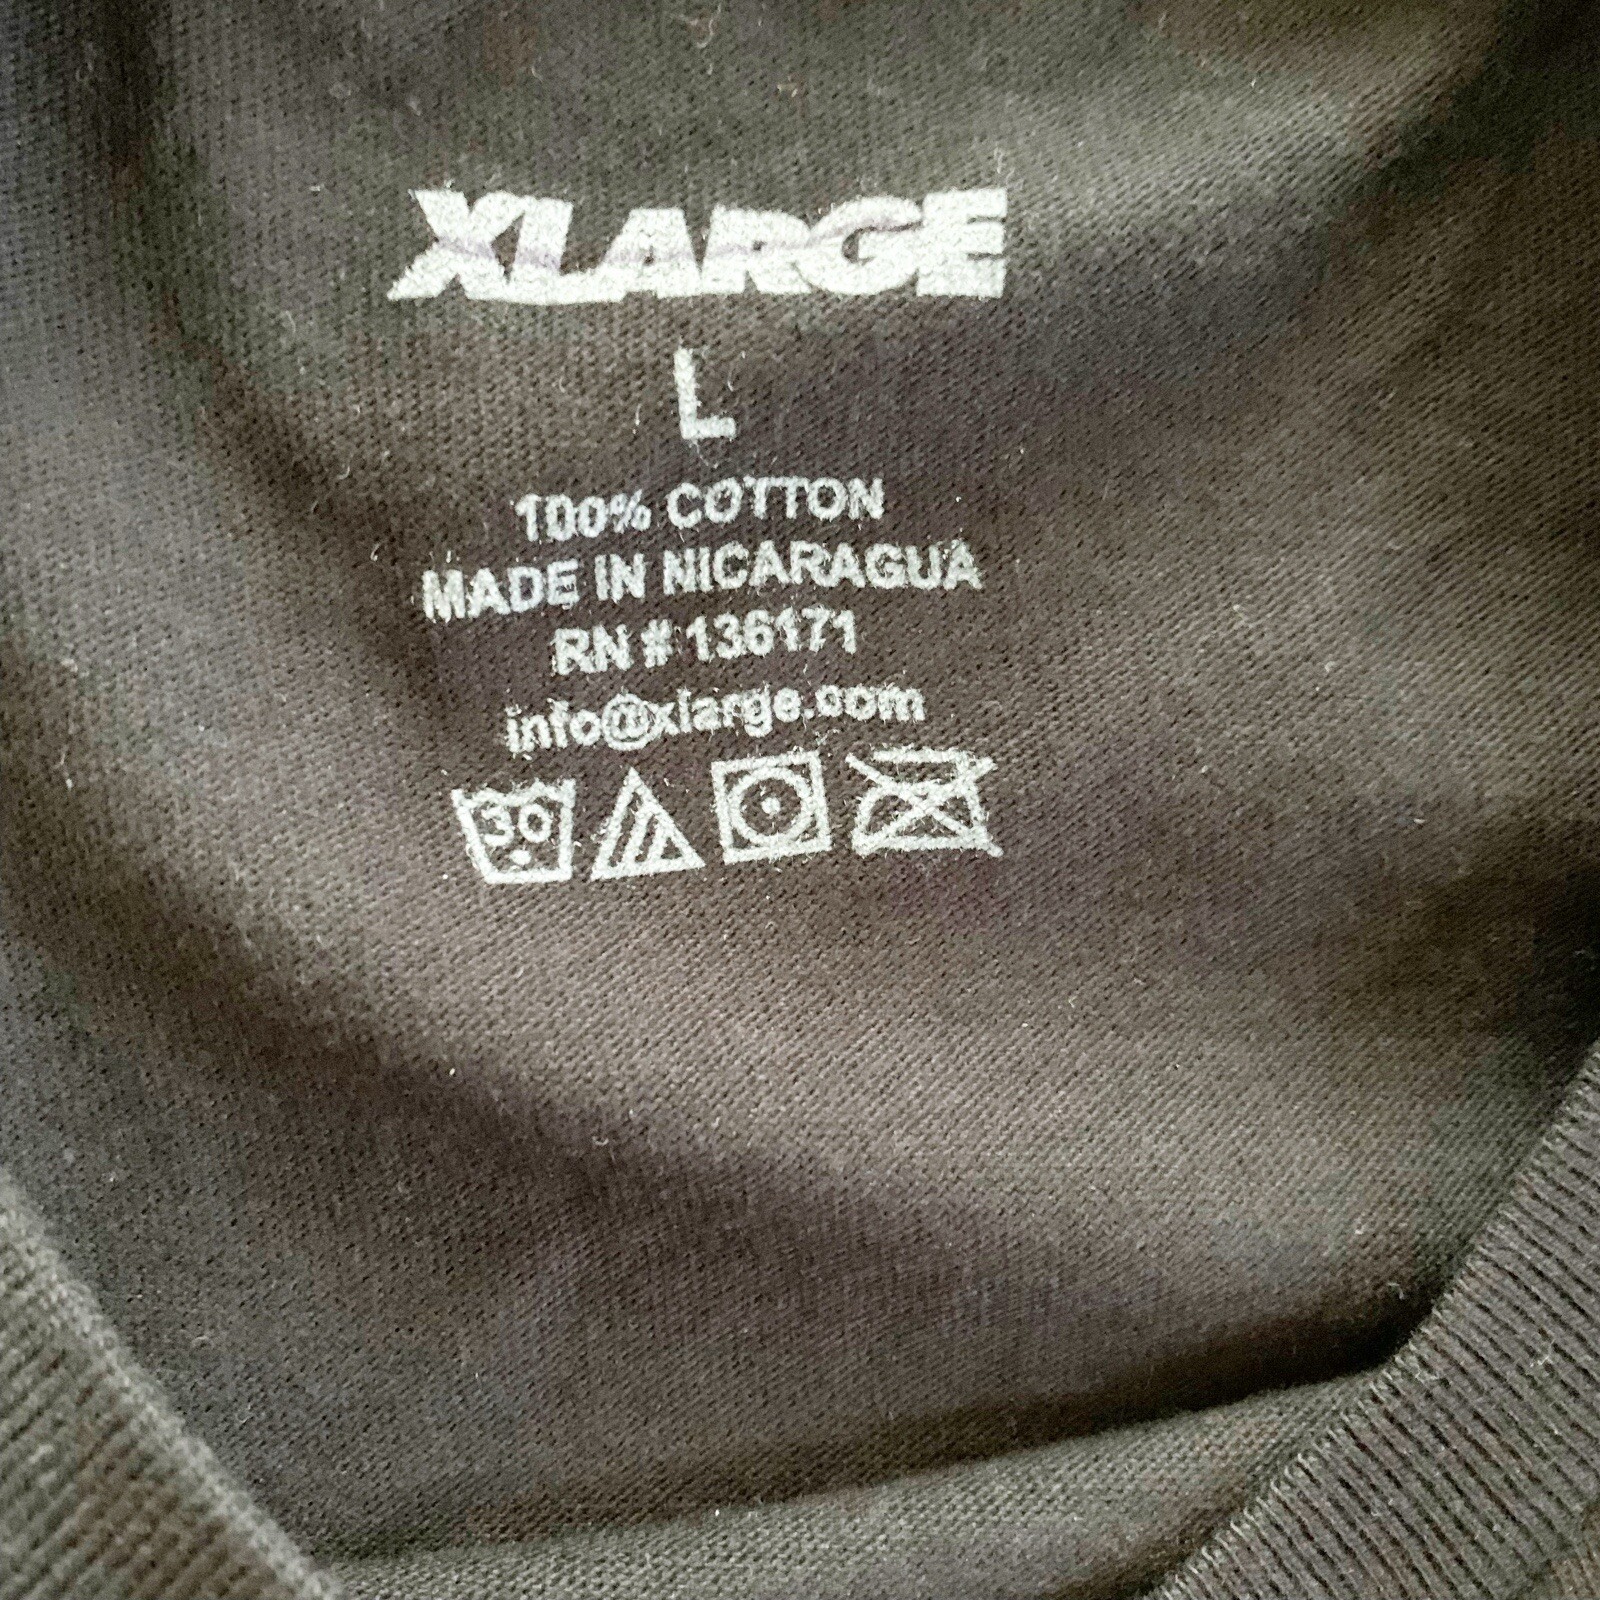 XLARGE
L
100% COTTON
MADE IN NICARAGUA
RN # 136171
info@xlarge.com
30